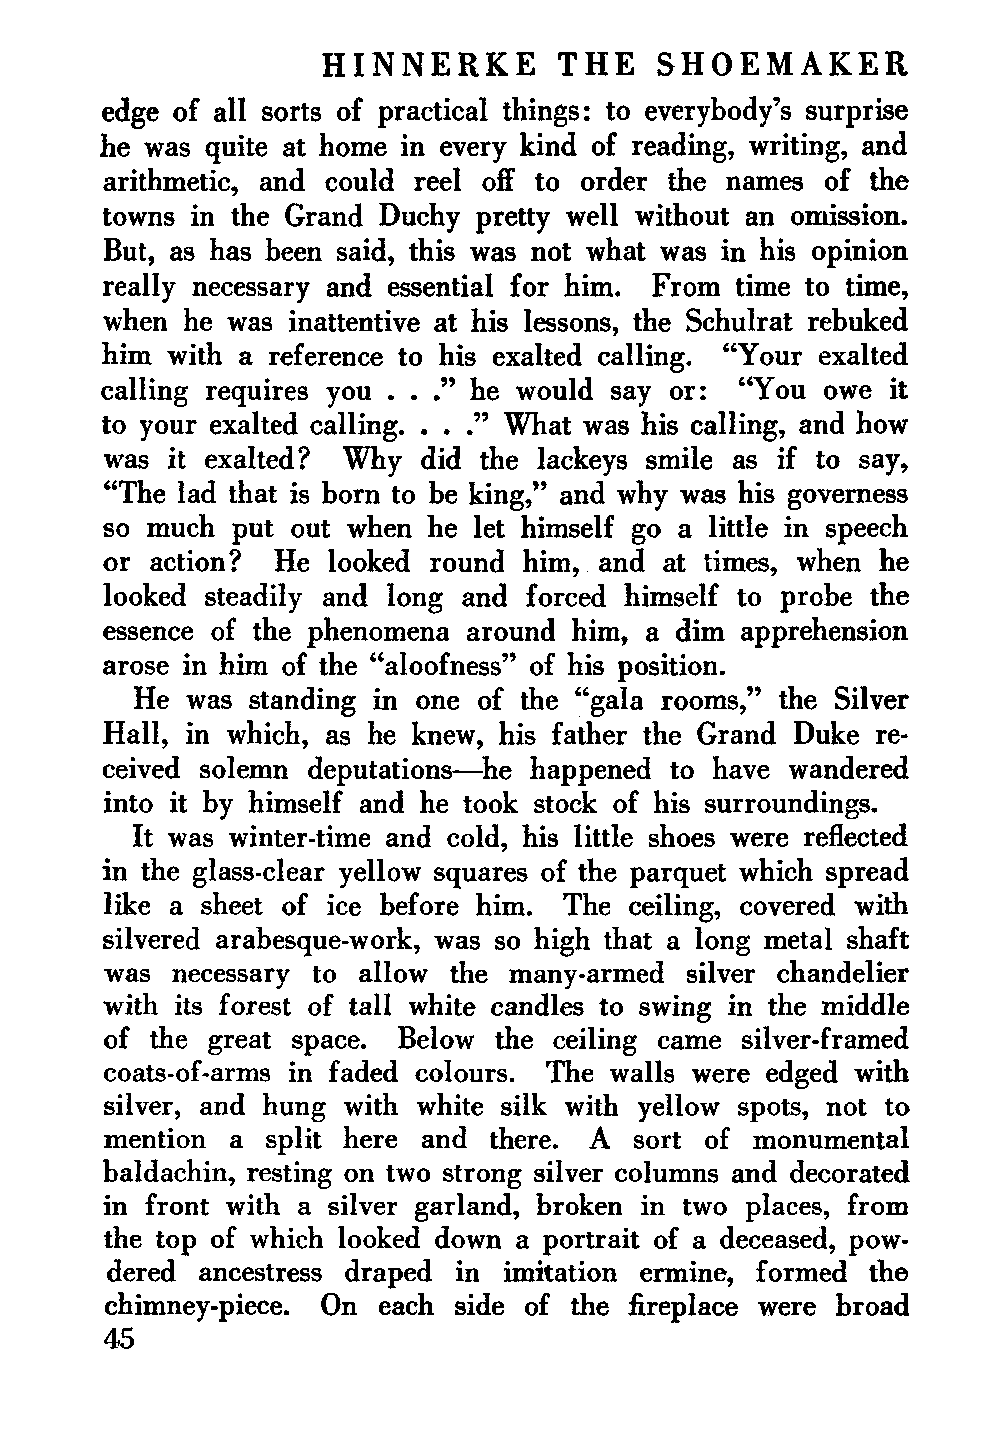 HINNERKE THE SHOEMAKER
edge of all sorts of practical things: to everybody's surprise
he was quite at home in every kind of reading, writing, and
arithmetic, and could reel off to order the names of the
towns in the Grand Duchy pretty well without an omission.
But, as has been said, this was not what was in his opinion
really necessary and essential for him. From time to time,
when he was inattentive at his lessons, the Schulrat rebuked
him with a reference to his exalted calling. “Your exalted
calling requires you . . .” he would say or: “You owe it
to your exalted calling. . . .” What was his calling, and how
was it exalted? Why did the lackeys smile as if to say,
“The lad that is born to be king,” and why was his governess
so much put out when he let himself go a little in speech
or action? He looked round him, and at times, when he
looked steadily and long and forced himself to probe the
essence of the phenomena around him, a dim apprehension
arose in him of the “aloofness” of his position.
He was standing in one of the “gala rooms,” the Silver
Hall, in which, as he knew, his father the Grand Duke re-
ceived solemn deputations—he happened to have wandered
into it by himself and he took stock of his surroundings.
It was winter-time and cold, his little shoes were reflected
in the glass-clear yellow squares of the parquet which spread
like a sheet of ice before him. The ceiling, covered with
silvered arabesque-work, was so high that a long metal shaft
was necessary to allow the many-armed silver chandelier
with its forest of tall white candles to swing in the middle
of the great space. Below the ceiling came silver-framed
coats-of-arms in faded colours. The walls were edged with
silver, and hung with white silk with yellow spots, not to
mention a split here and there. A sort of monumental
baldachin, resting on two strong silver columns and decorated
in front with a silver garland, broken in two places, from
the top of which looked down a portrait of a deceased, pow-
dered ancestress draped in imitation ermine, formed the
chimney-piece. On each side of the fireplace were broad
45